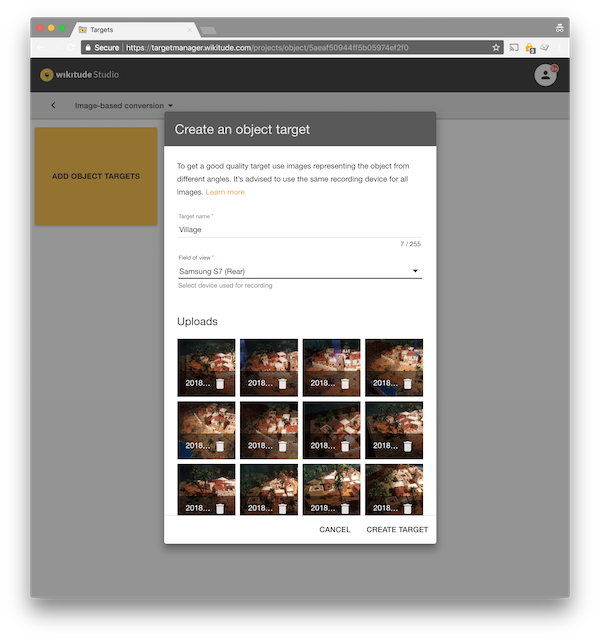 Targets
Secure | https://targetmanager.wikitude.com/projects/object/5aeaf50944ff5b05974ef2f0
wikitude Studio
Image-based conversion
ADD OBJECT TARGETS
Create an object target
To get a good quality target use images representing the object from
different angles. It's advised to use the same recording device for all
images. Learn more
Target name *
Village
7 / 255
Field of view *
Samsung S7 (Rear)
Select device used for recording
Uploads
2018... 2018... 2018... 2018...
2018... 2018... 2018... 2018...
2018... 2018... 2018... 2018...
CANCEL CREATE TARGET